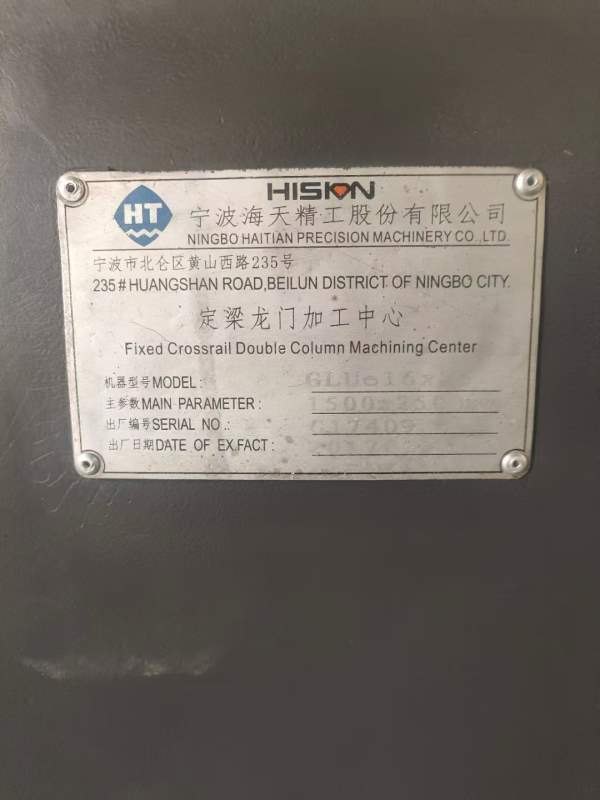 HT
HISION
宁波海天精工股份有限公司
NINGBO HAITIAN PRECISION MACHINERY CO.,LTD.
宁波市北仑区黄山西路235号
235#HUANGSHAN ROAD,BEILUN DISTRICT OF NINGBO CITY.
定梁龙门加工中心
Fixed Crossrail Double Column Machining Center
机器型号MODEL:
主参数MAIN PARAMETER:
出厂编号SERIAL NO.:
出厂日期DATE OF EX.FACT: